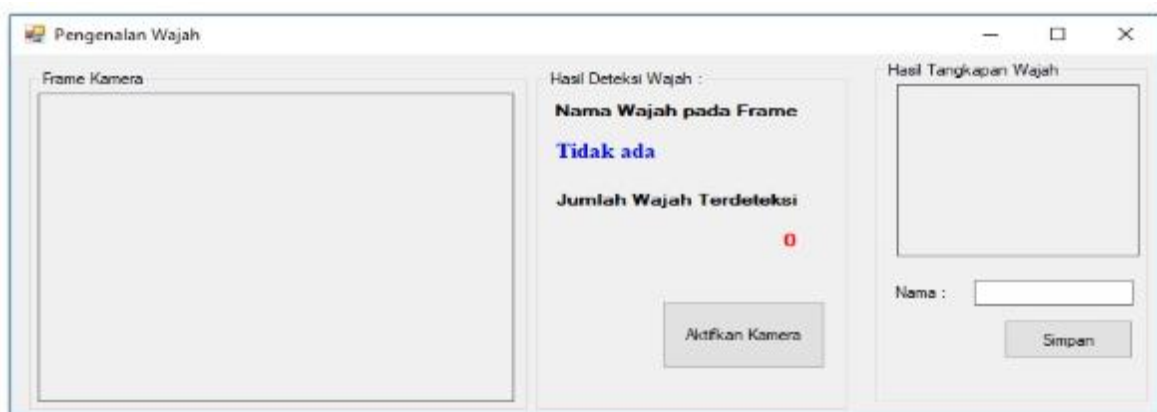 Pengenalan Wajah
Frame Kamera
Hasil Deteksi Wajah :
Nama Wajah pada Frame
Tidak ada
Jumlah Wajah Terdeteksi
0
Aktifkan Kamera
Hasil Tangkapan Wajah
Nama :
Simpan